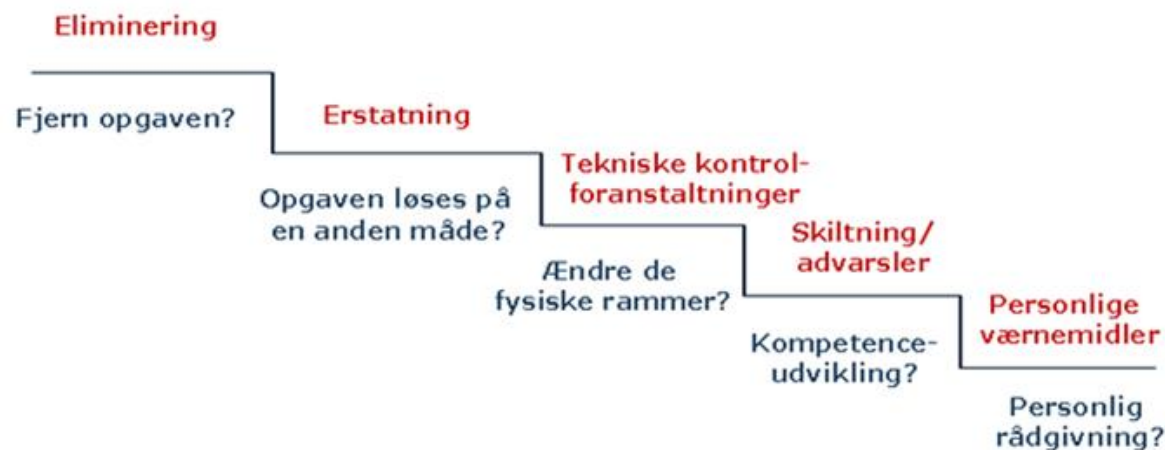 Eliminering
Fjern opgaven?
Erstatning
Opgaven løses på
en anden måde?
Tekniske kontrol-
foranstaltninger
Ændre de
fysiske rammer?
Skiltning/
advarsler
Kompetence-
udvikling?
Personlige
værnemidler
Personlig
rådgivning?